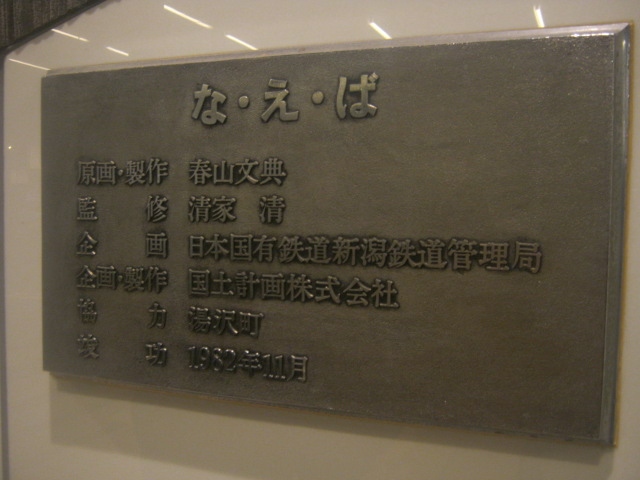 な・え・ば
原画・製作 春山文典
監修 清家 清
企画 日本国有鉄道新潟鉄道管理局
企画・製作 国土計画株式会社
協力 湯沢町
竣功 1982年11月